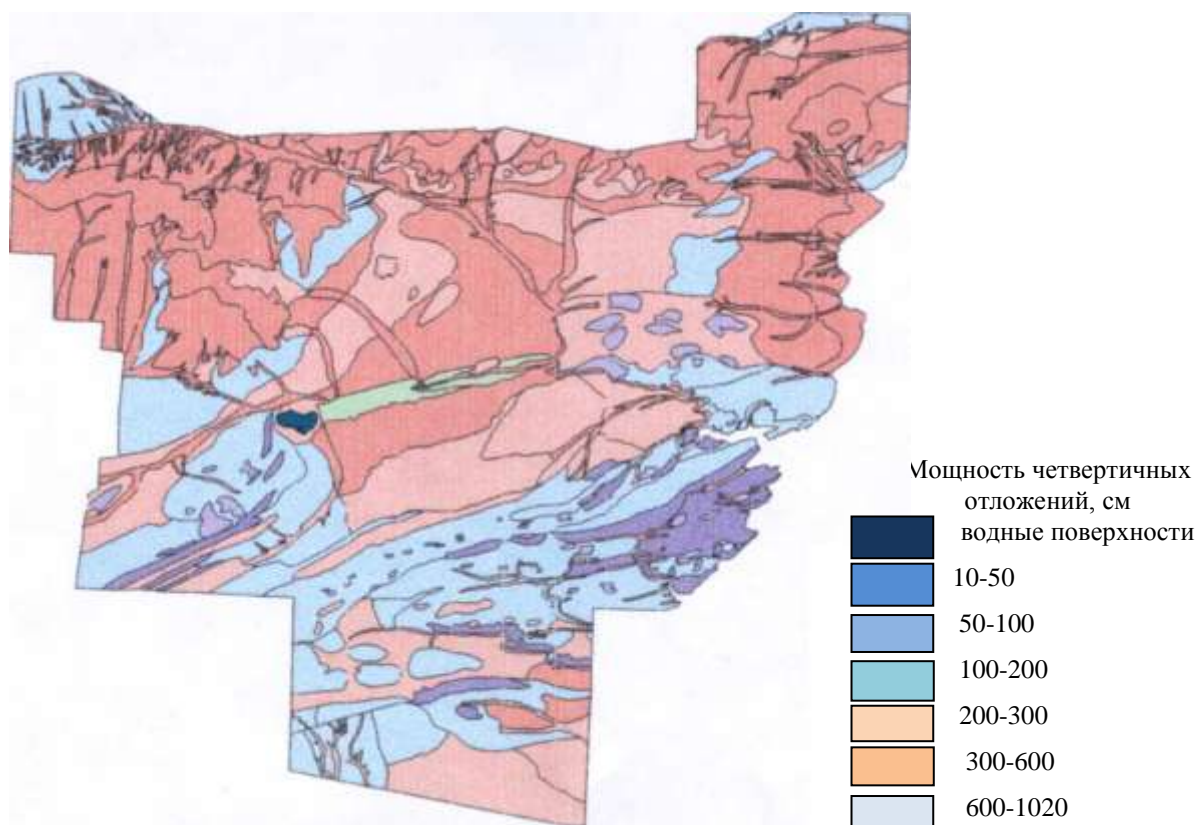 Мощность четвертичных
отложений, см
водные поверхности
10-50
50-100
100-200
200-300
300-600
600-1020